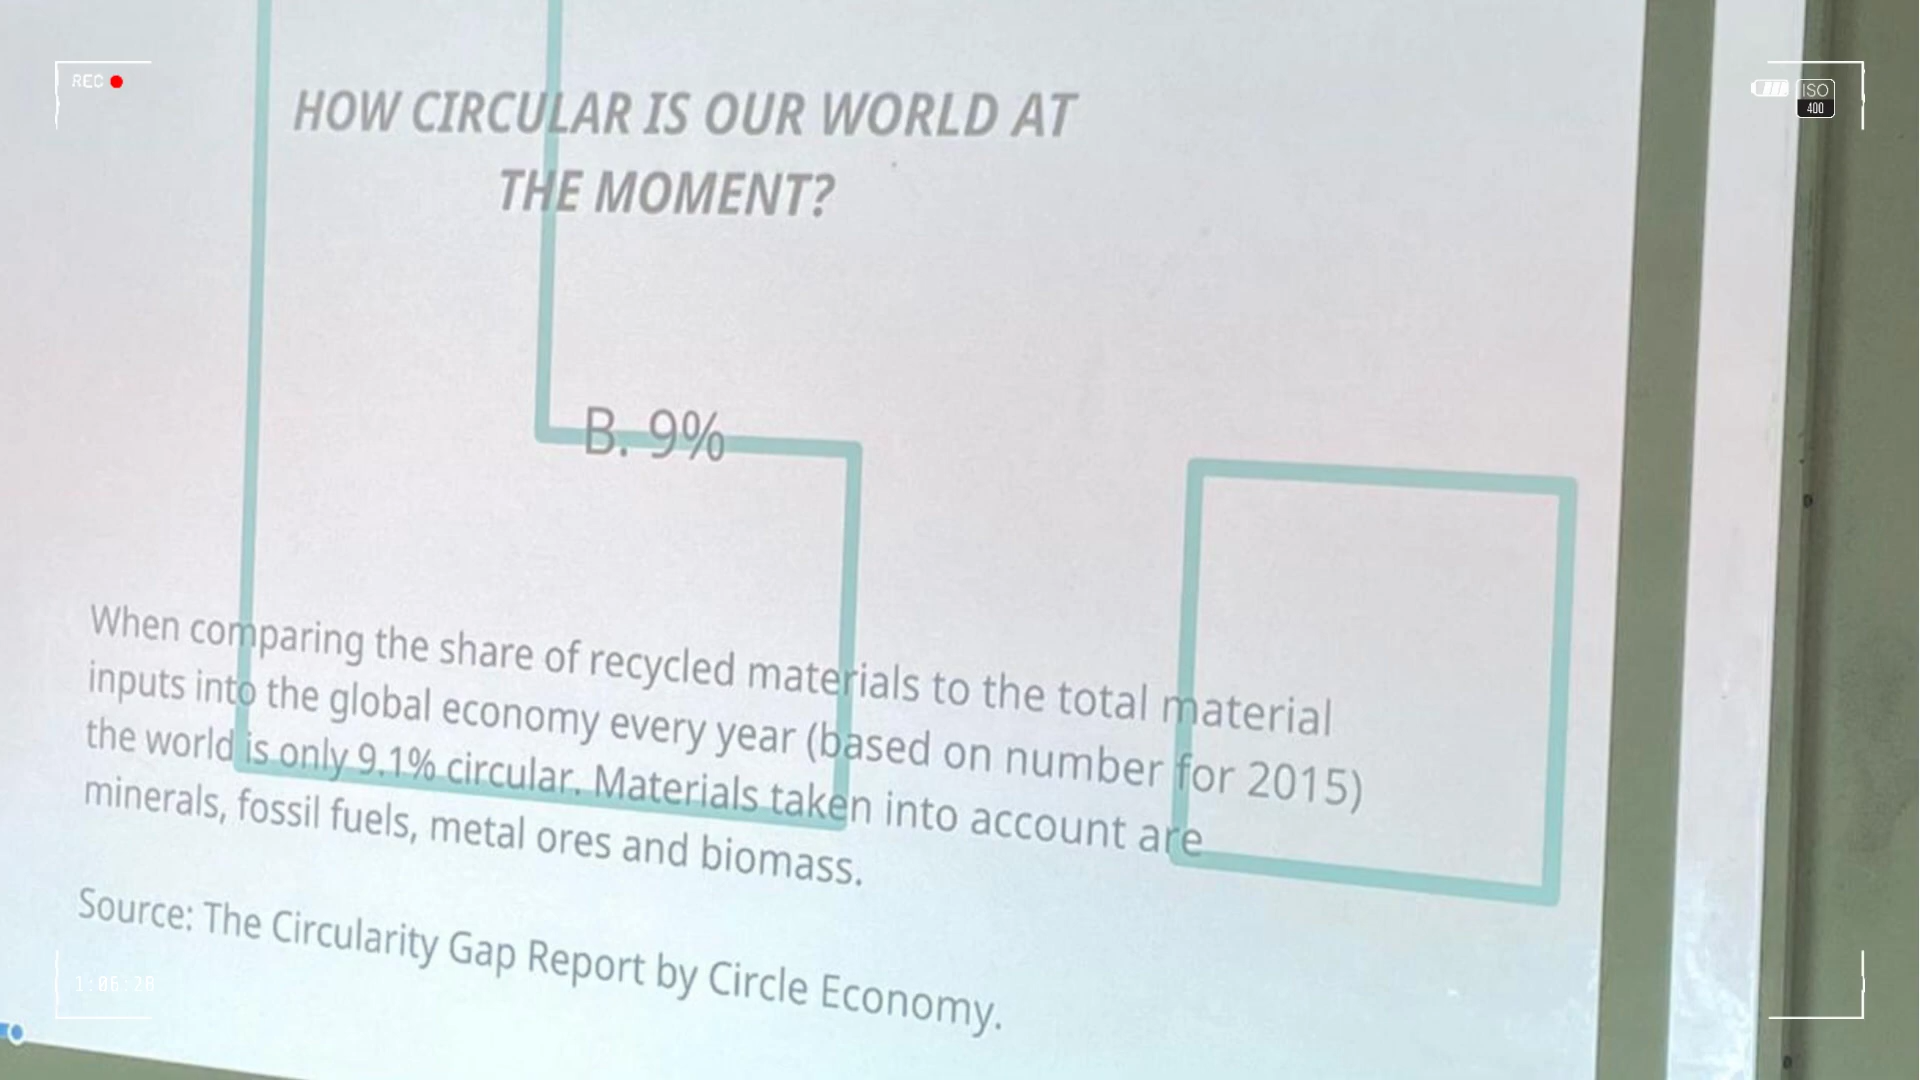 REC
ISO
400
HOW CIRCULAR IS OUR WORLD AT
THE MOMENT?
B. 9%
When comparing the share of recycled materials to the total material
inputs into the global economy every year (based on number for 2015)
the world is only 9.1% circular. Materials taken into account are
minerals, fossil fuels, metal ores and biomass.
Source: The Circularity Gap Report by Circle Economy.
1:06:28